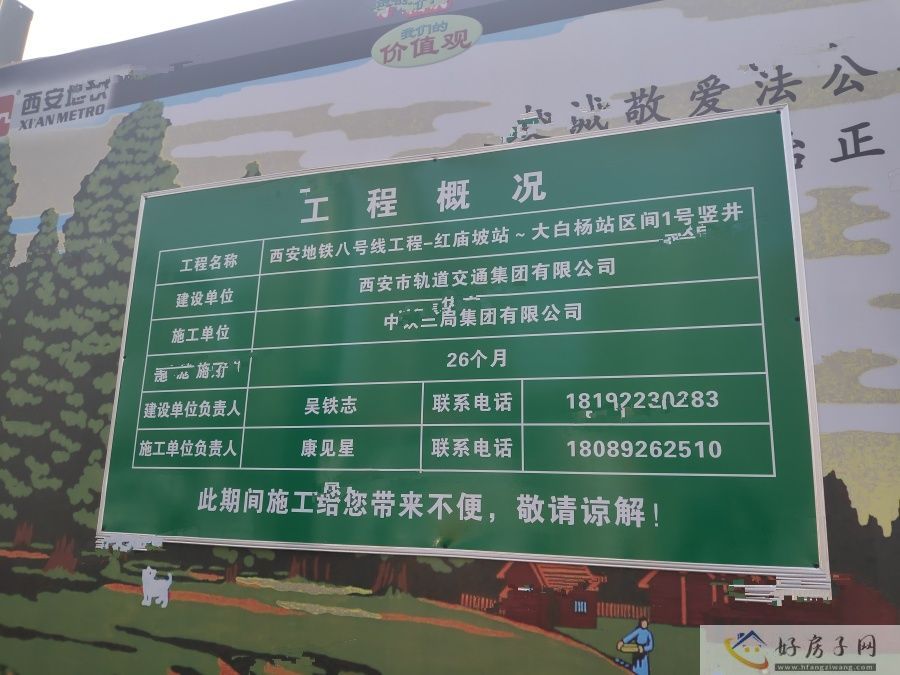 我们的
价值观
西安地铁
XI'AN METRO
敬爱法公
正
工程概况
工程名称 西安地铁八号线工程-红庙坡站~大白杨站区间1号竖井
建设单位 西安市轨道交通集团有限公司
施工单位 局集团有限公司
施 26个月
建设单位负责人 吴铁志 联系电话
施工单位负责人 康见星 联系电话 18089262510
此期间施工给您带来不便，敬请谅解！
好房子网
www.hfangziwang.com